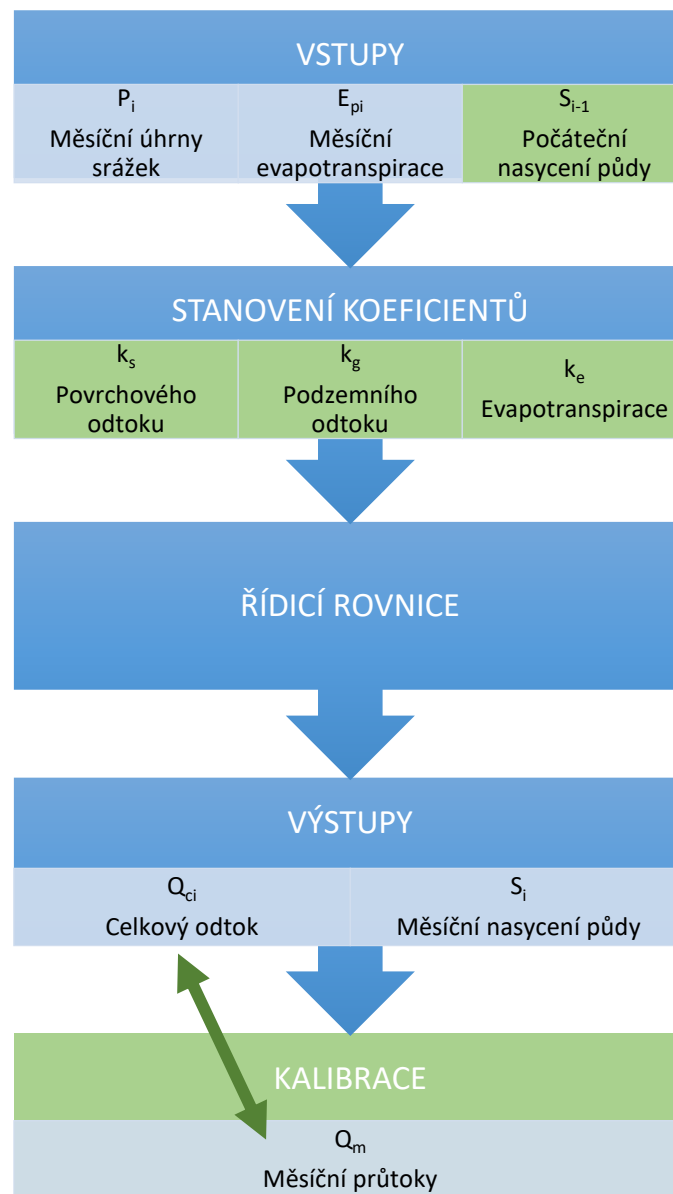 VSTUPY
P_i
Měsíční úhrny
srážek
E_pi
Měsíční
evapotranspirace
S_i-1
Počáteční
nasycení půdy
STANOVENÍ KOEFICIENTŮ
k_s
Povrchového
odtoku
k_g
Podzemního
odtoku
k_e
Evapotranspirace
ŘÍDICÍ ROVNICE
VÝSTUPY
Q_ci
Celkový odtok
S_i
Měsíční nasycení půdy
KALIBRACE
Q_m
Měsíční průtoky